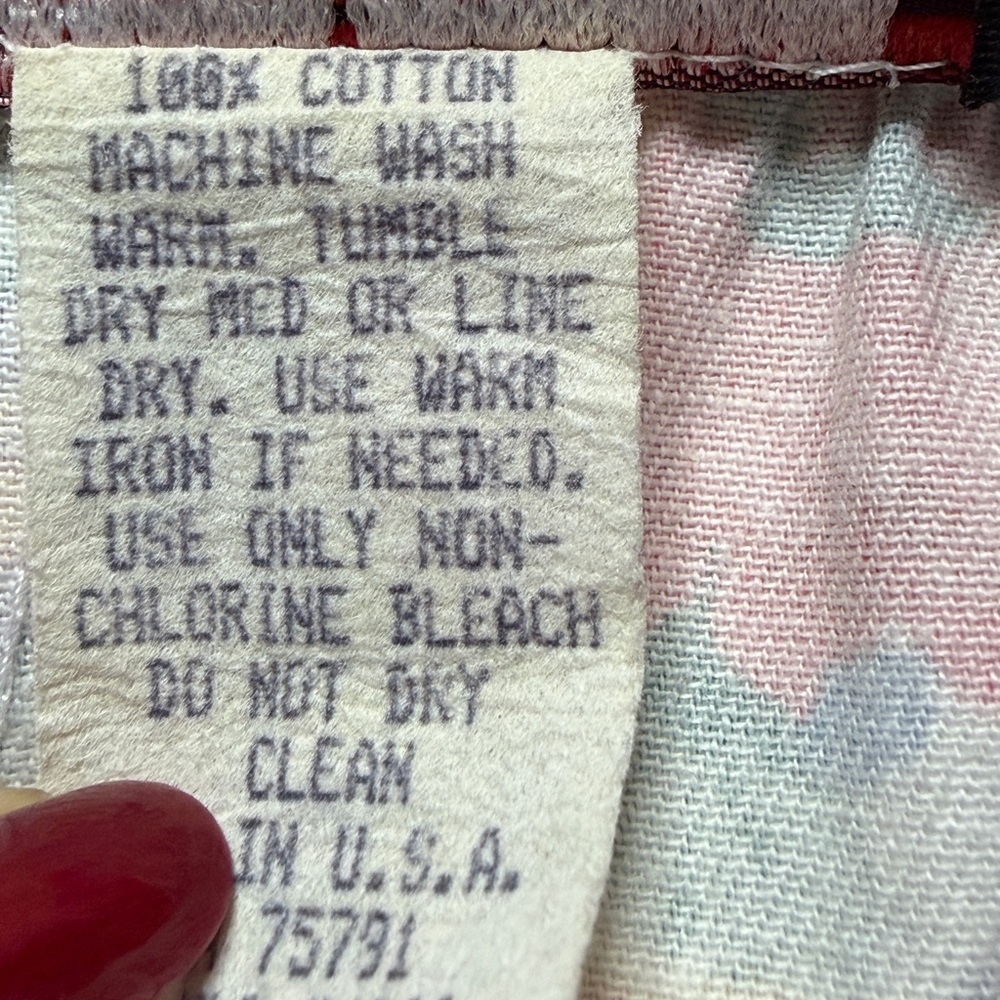 100% COTTON
MACHINE WASH
WARM. TUMBLE
DRY MED OR LINE
DRY. USE WARM
IRON IF NEEDED.
USE ONLY NON-
CHLORINE BLEACH
DO NOT DRY
CLEAN
IN U.S.A.
75791